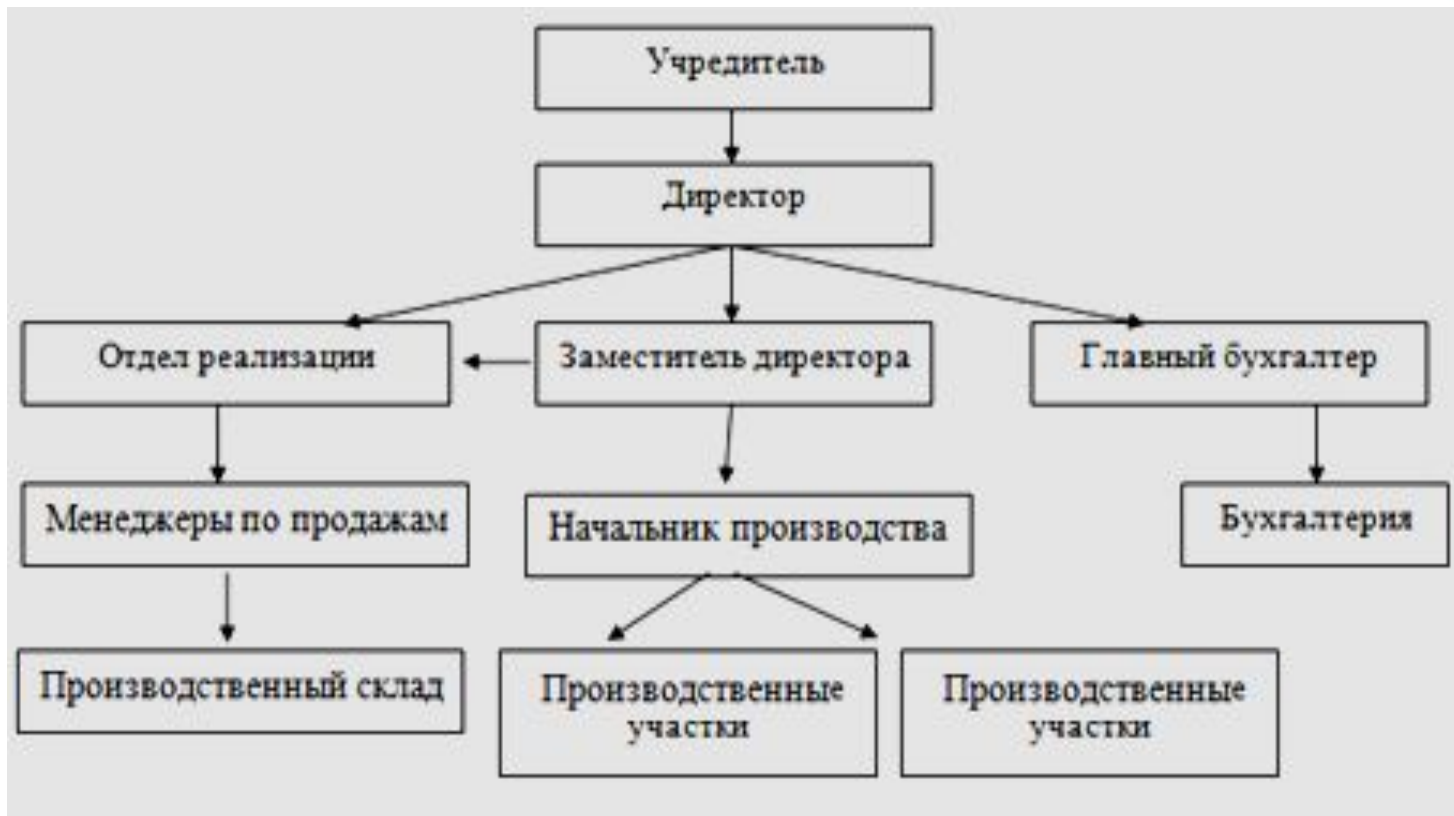 Учредитель
Директор
Отдел реализации
Заместитель директора
Главный бухгалтер
Менеджеры по продажам
Начальник производства
Бухгалтерия
Производственный склад
Производственные
участки
Производственные
участки